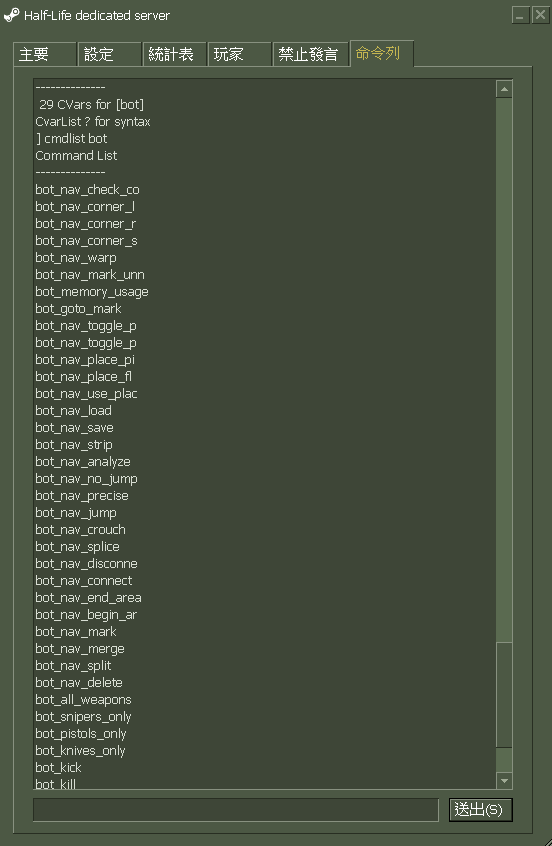 Half-Life dedicated server
主要 設定 統計表 玩家 禁止發言 命令列
--------------
29 CVars for [bot]
CvarList ? for syntax
] cmdlist bot
Command List
--------------
bot_nav_check_co
bot_nav_corner_l
bot_nav_corner_r
bot_nav_corner_s
bot_nav_warp
bot_nav_mark_unn
bot_memory_usage
bot_goto_mark
bot_nav_toggle_p
bot_nav_toggle_p
bot_nav_place_pi
bot_nav_place_fl
bot_nav_use_plac
bot_nav_load
bot_nav_save
bot_nav_strip
bot_nav_analyze
bot_nav_no_jump
bot_nav_precise
bot_nav_jump
bot_nav_crouch
bot_nav_splice
bot_nav_disconne
bot_nav_connect
bot_nav_end_area
bot_nav_begin_ar
bot_nav_mark
bot_nav_merge
bot_nav_split
bot_nav_delete
bot_all_weapons
bot_snipers_only
bot_pistols_only
bot_knives_only
bot_kick
bot_kill
送出(S)